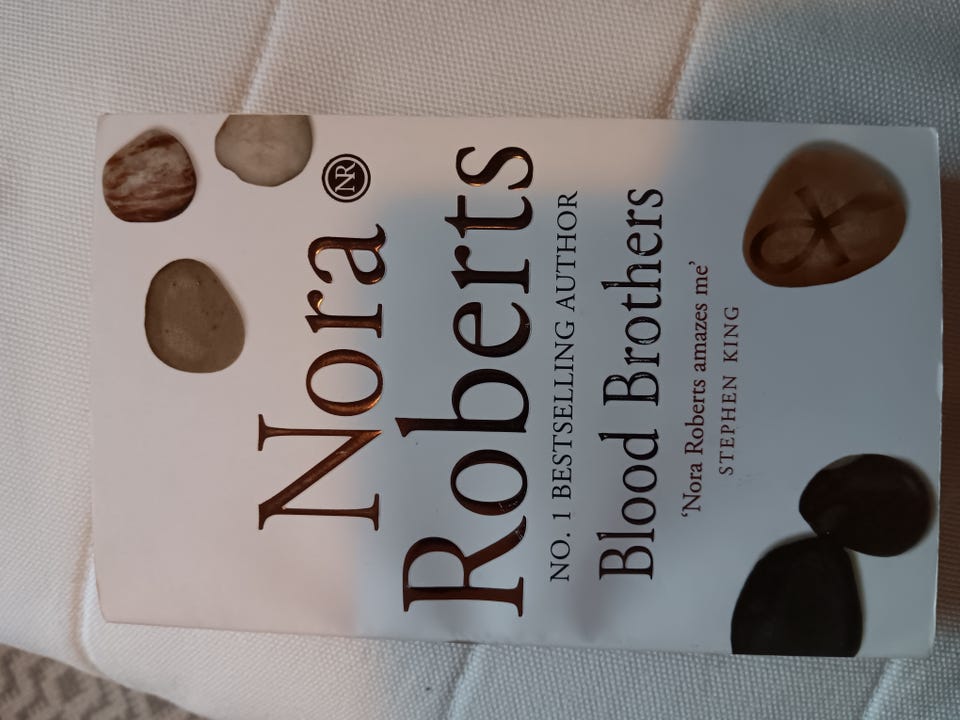 Nora
NR
Roberts
NO. 1 BESTSELLING AUTHOR
Blood Brothers
‘Nora Roberts amazes me’
STEPHEN KING